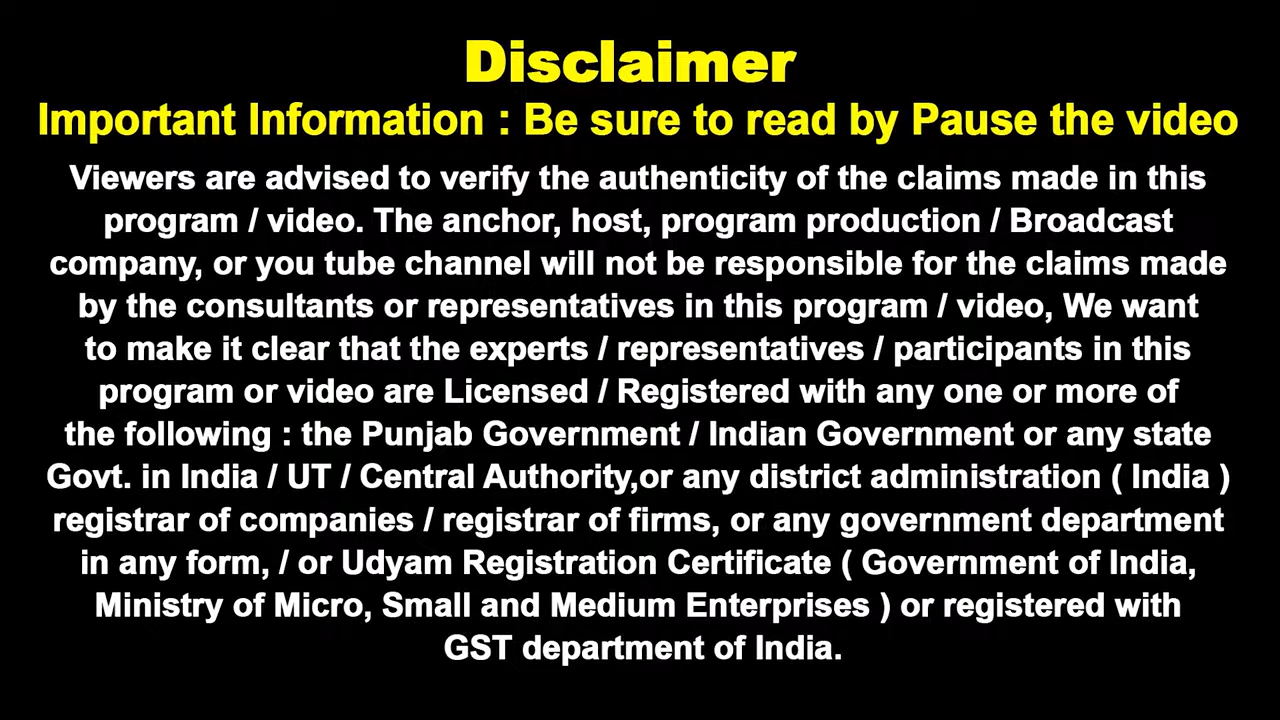 Disclaimer
Important Information : Be sure to read by Pause the video
Viewers are advised to verify the authenticity of the claims made in this
program / video. The anchor, host, program production / Broadcast
company, or you tube channel will not be responsible for the claims made
by the consultants or representatives in this program / video, We want
to make it clear that the experts / representatives / participants in this
program or video are Licensed / Registered with any one or more of
the following : the Punjab Government / Indian Government or any state
Govt. in India / UT / Central Authority,or any district administration ( India )
registrar of companies / registrar of firms, or any government department
in any form, / or Udyam Registration Certificate ( Government of India,
Ministry of Micro, Small and Medium Enterprises ) or registered with
GST department of India.